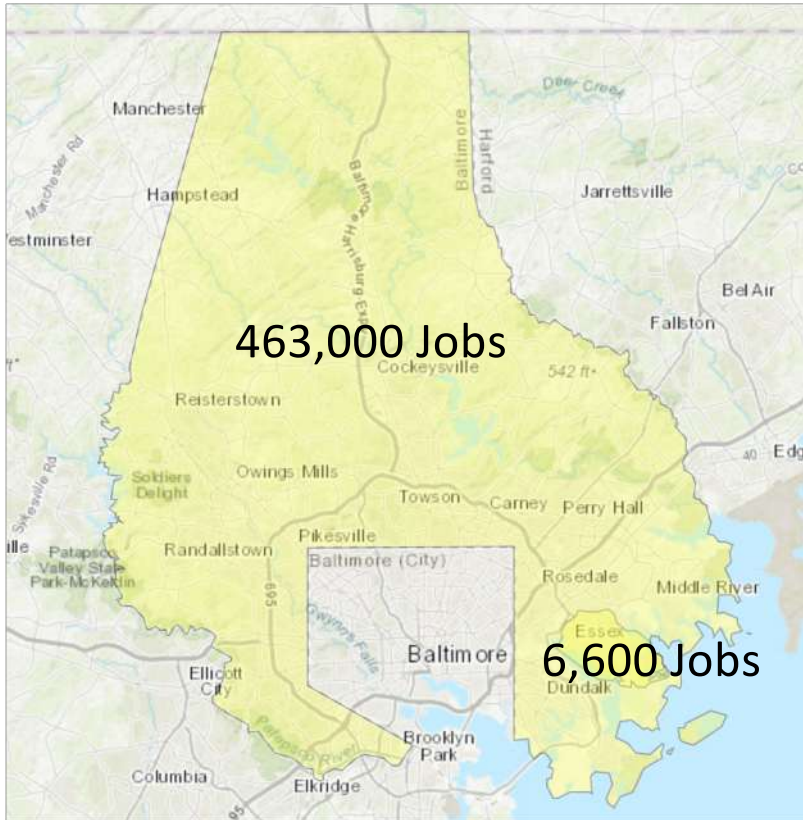 Deer Creek
Manchester
Manchester Rd
Baltimore
Harford
Baltimore Harrisburg Exp
Hampstead
Jarrettsville
Westminster
Bel Air
Fallston
463,000 Jobs
Cockeysville
542 ft
Reisterstown
40
Edg
Sykesville Rd
Soldiers
Delight
Owings Mills
Towson
Carney
Perry Hall
ille
Patapsco
Valley State
Park-McKeldin
Randallstown
Pikesville
Baltimore (City)
695
Rosedale
Middle River
Gwynns Falls
Essex
Baltimore
6,600 Jobs
Ellicott
City
Dundalk
Patapsco River
Brooklyn
Park
Columbia
Elkridge
95